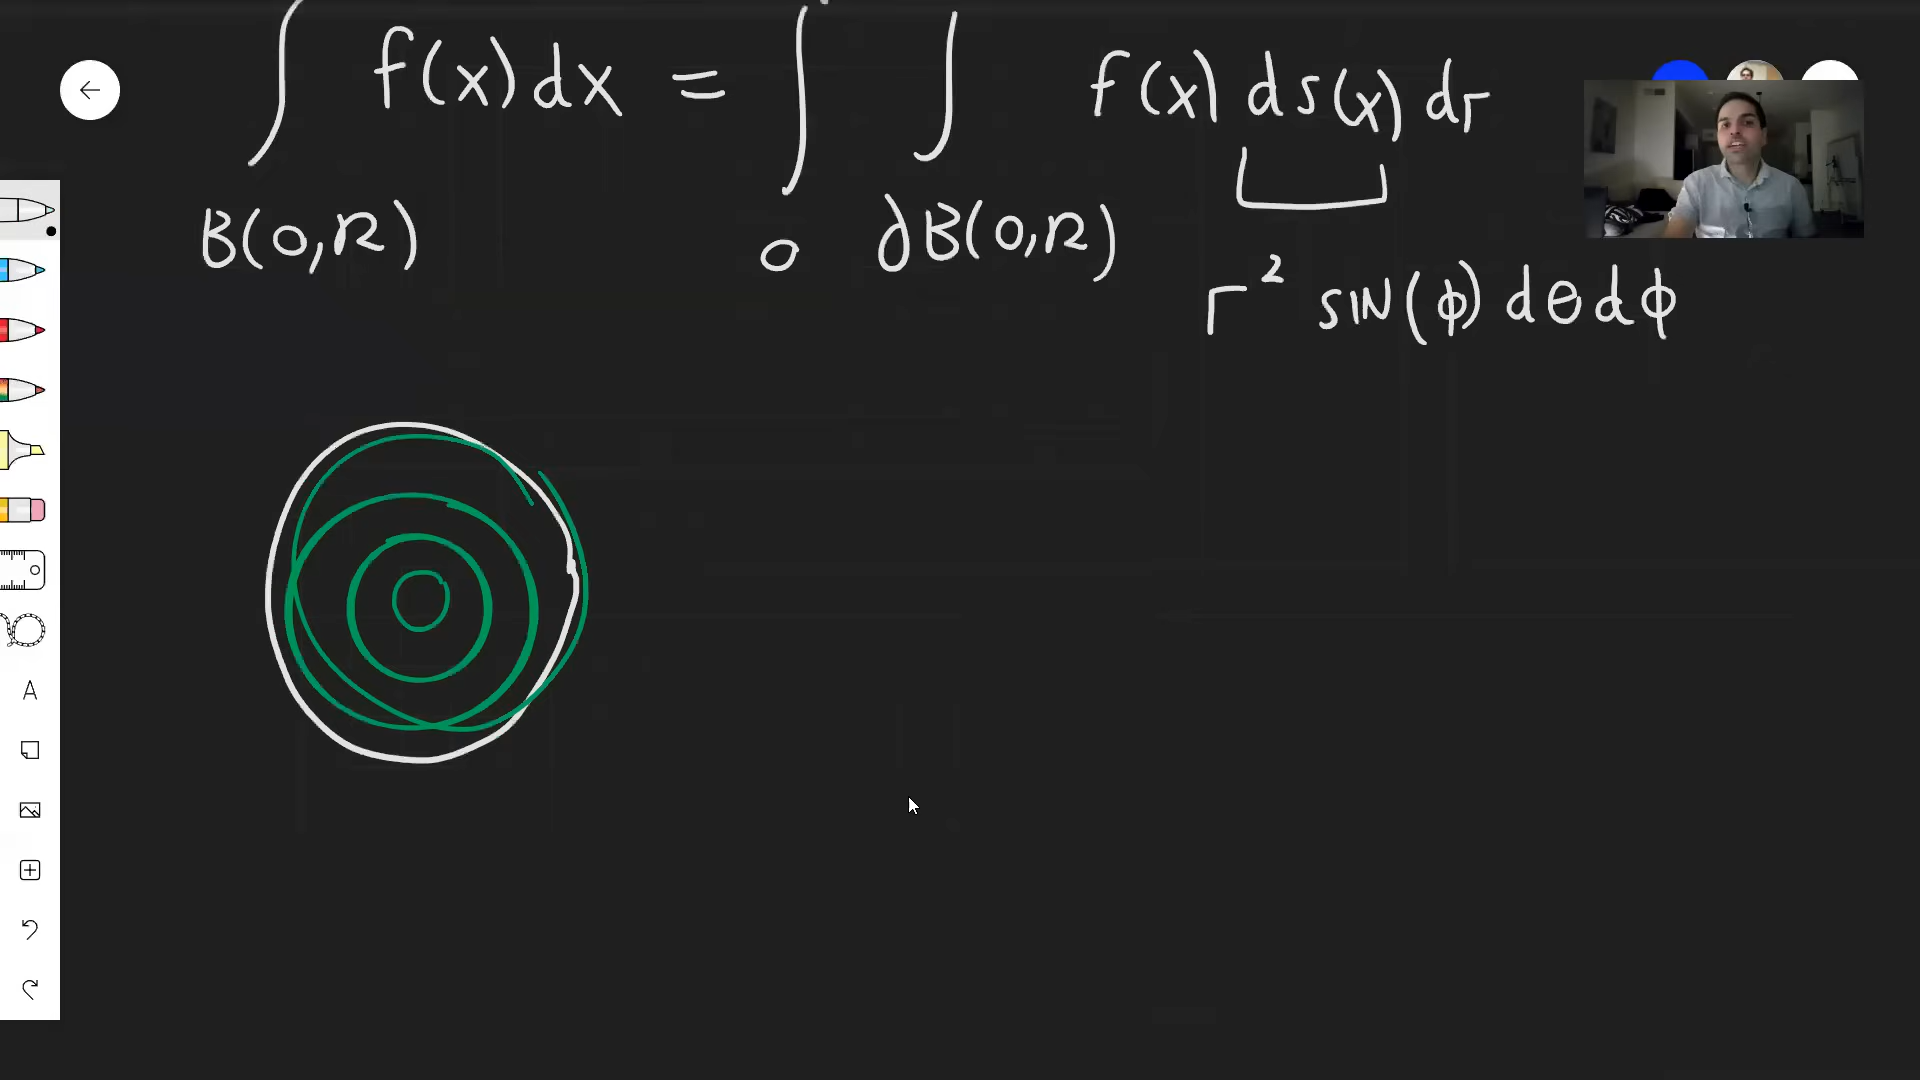 ∫ f(x) dx = ∫ ∫ f(x) ds(x) dr
B(0,R) 0 ∂B(0,R)
r² SIN(ϕ) dθ dϕ
A